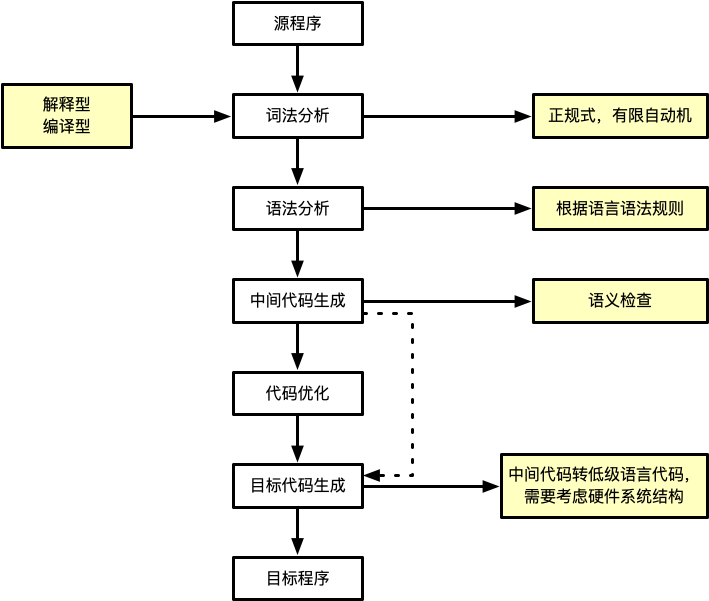 源程序
解释型
编译型
词法分析
正规式，有限自动机
语法分析
根据语言语法规则
中间代码生成
语义检查
代码优化
目标代码生成
中间代码转低级语言代码，
需要考虑硬件系统结构
目标程序